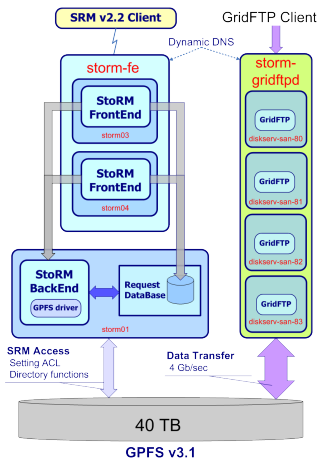 SRM v2.2 Client
GridFTP Client
Dynamic DNS
storm-fe
StoRM
FrontEnd
storm03
StoRM
FrontEnd
storm04
storm-
gridftpd
GridFTP
diskserv-san-80
GridFTP
diskserv-san-81
GridFTP
diskserv-san-82
GridFTP
diskserv-san-83
StoRM
BackEnd
GPFS driver
Request
DataBase
storm01
SRM Access
Setting ACL
Directory functions
Data Transfer
4 Gb/sec
40 TB
GPFS v3.1